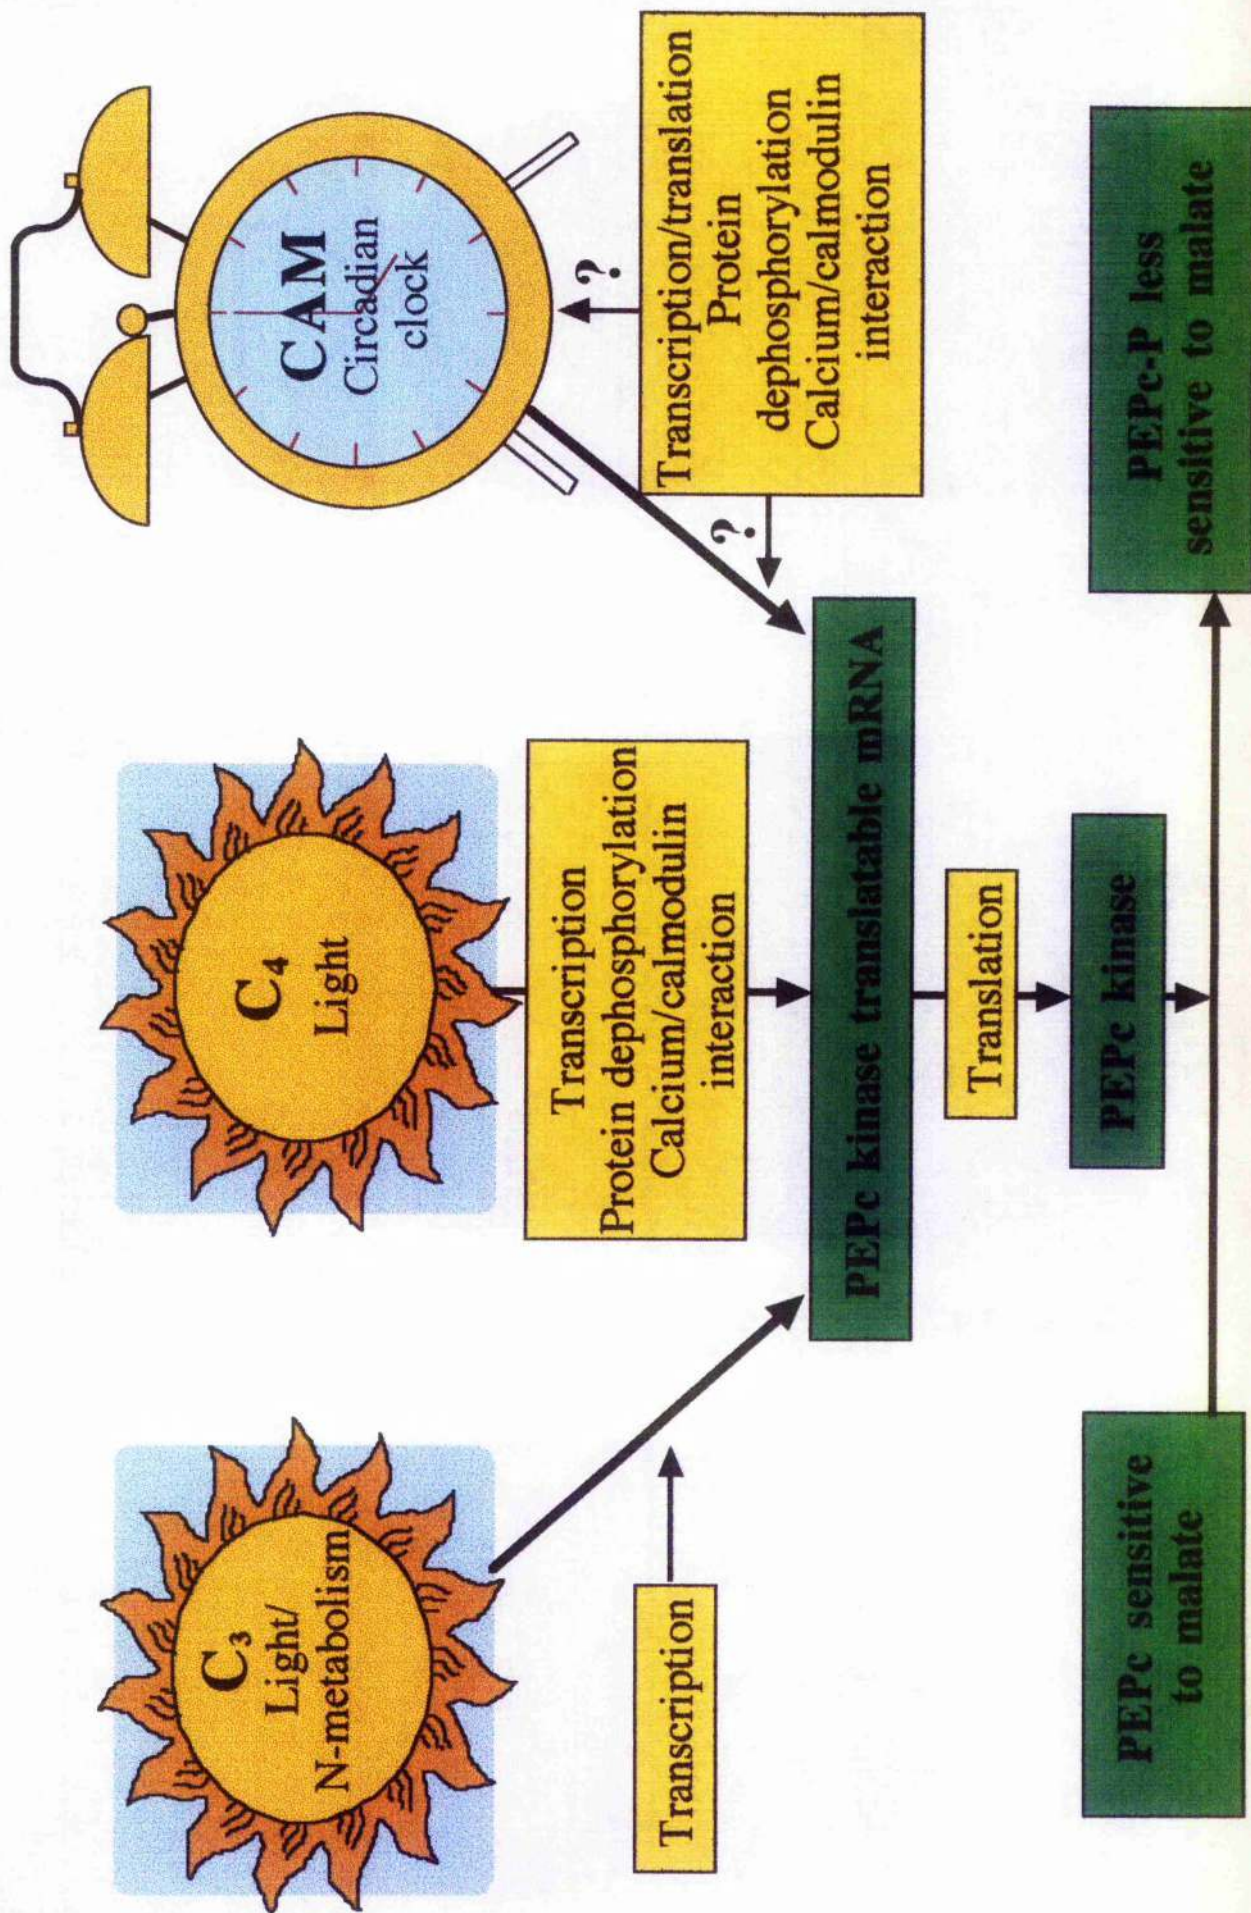 C₃
Light/
N-metabolism
C₄
Light
CAM
Circadian
clock
Transcription
Transcription
Protein dephosphorylation
Calcium/calmodulin
interaction
?
?
Transcription/translation
Protein
dephosphorylation
Calcium/calmodulin
interaction
PEPc kinase translatable mRNA
Translation
PEPc kinase
PEPc sensitive
to malate
PEPc-P less
sensitive to malate